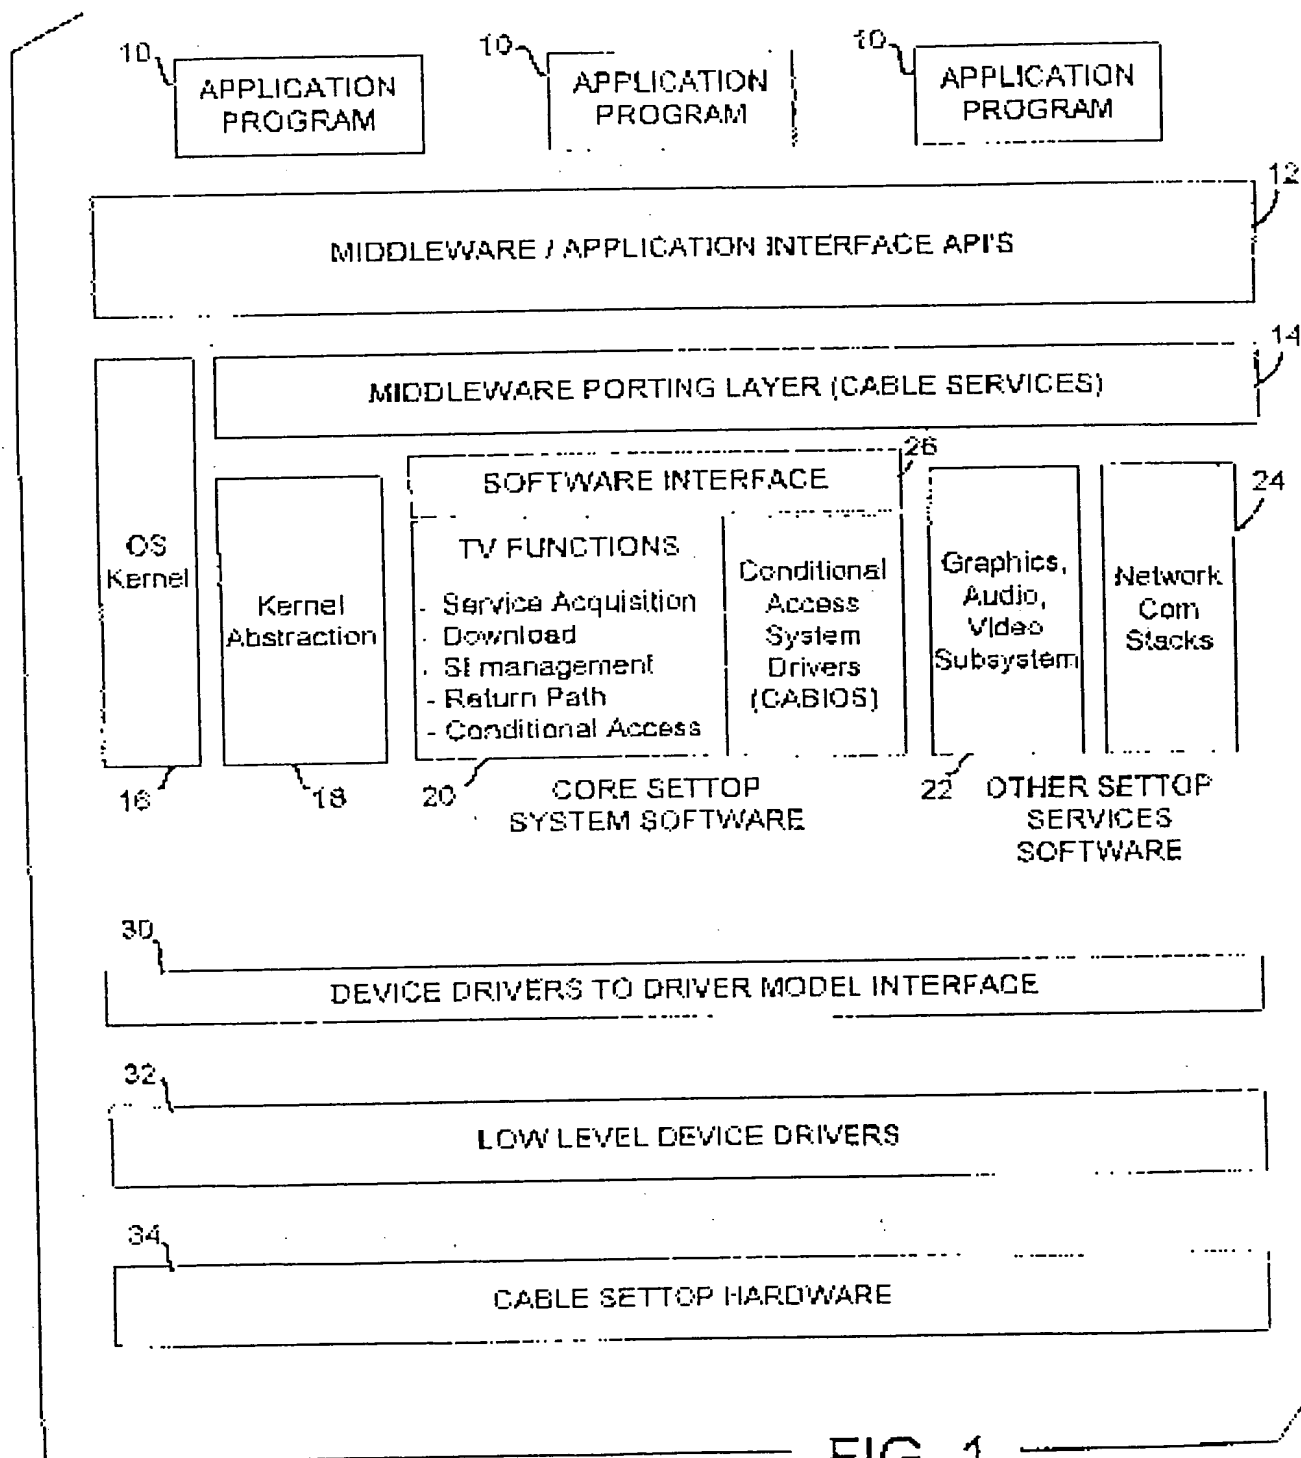 10
APPLICATION
PROGRAM
10
APPLICATION
PROGRAM
10
APPLICATION
PROGRAM
12
MIDDLEWARE / APPLICATION INTERFACE API'S
14
MIDDLEWARE PORTING LAYER (CABLE SERVICES)
OS
Kernel
16
Kernel
Abstraction
18
26
SOFTWARE INTERFACE
TV FUNCTIONS
- Service Acquisition
- Download
- SI management
- Return Path
- Conditional Access
20
Conditional
Access
System
Drivers
(CABIOS)
CORE SETTOP
SYSTEM SOFTWARE
Graphics,
Audio,
Video
Subsystem
22
24
Network
Com
Stacks
OTHER SETTOP
SERVICES
SOFTWARE
30
DEVICE DRIVERS TO DRIVER MODEL INTERFACE
32
LOW LEVEL DEVICE DRIVERS
34
CABLE SETTOP HARDWARE
FIG. 1